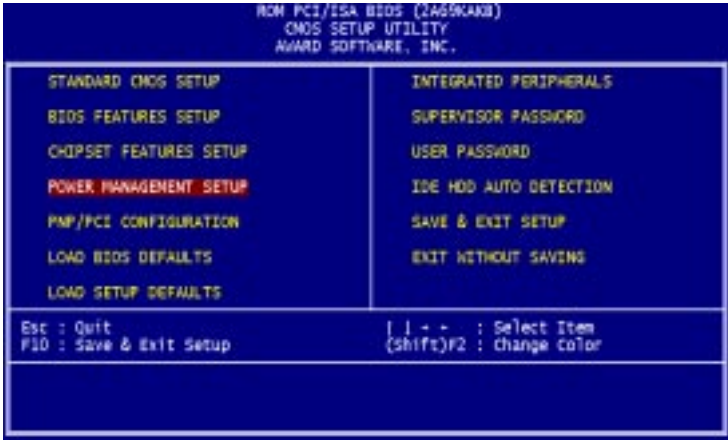 ROM PCI/ISA BIOS (2A69KAKB)
CMOS SETUP UTILITY
AWARD SOFTWARE, INC.
STANDARD CMOS SETUP
BIOS FEATURES SETUP
CHIPSET FEATURES SETUP
POWER MANAGEMENT SETUP
PNP/PCI CONFIGURATION
LOAD BIOS DEFAULTS
LOAD SETUP DEFAULTS
INTEGRATED PERIPHERALS
SUPERVISOR PASSWORD
USER PASSWORD
IDE HDD AUTO DETECTION
SAVE & EXIT SETUP
EXIT WITHOUT SAVING
Esc : Quit
F10 : Save & Exit Setup
: Select Item
(Shift)F2 : Change Color